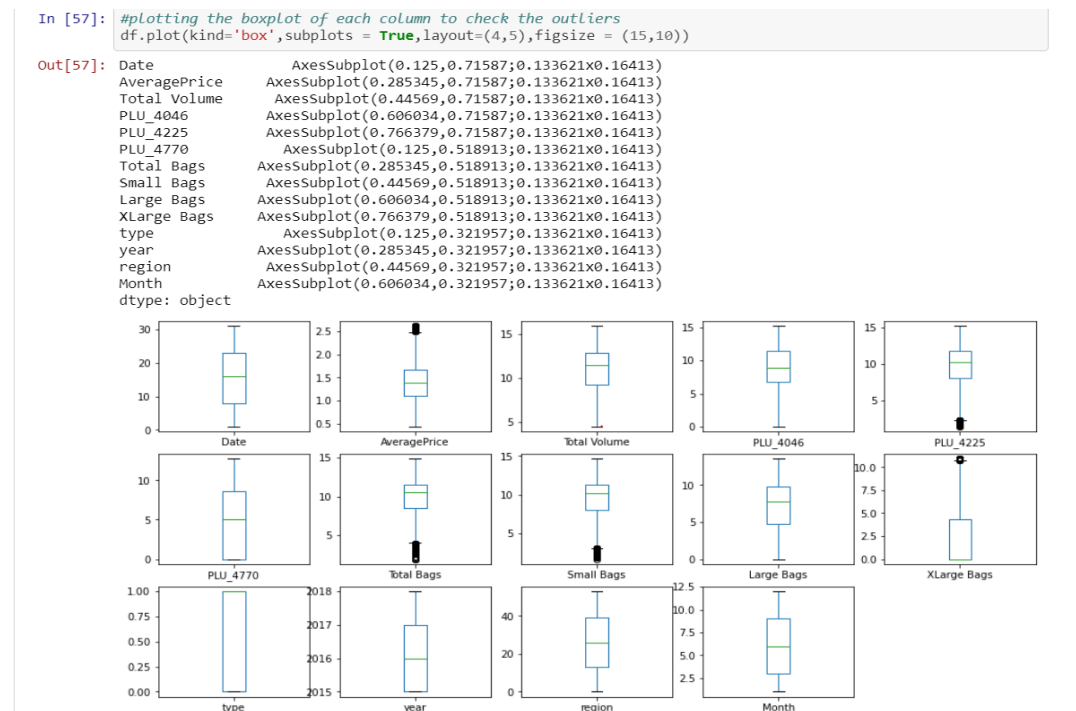 In [57]: #plotting the boxplot of each column to check the outliers
df.plot(kind='box',subplots = True,layout=(4,5),figsize = (15,10))
Out[57]: Date AxesSubplot(0.125,0.71587;0.133621x0.16413)
AveragePrice AxesSubplot(0.285345,0.71587;0.133621x0.16413)
Total Volume AxesSubplot(0.44569,0.71587;0.133621x0.16413)
PLU_4046 AxesSubplot(0.606034,0.71587;0.133621x0.16413)
PLU_4225 AxesSubplot(0.766379,0.71587;0.133621x0.16413)
PLU_4770 AxesSubplot(0.125,0.518913;0.133621x0.16413)
Total Bags AxesSubplot(0.285345,0.518913;0.133621x0.16413)
Small Bags AxesSubplot(0.44569,0.518913;0.133621x0.16413)
Large Bags AxesSubplot(0.606034,0.518913;0.133621x0.16413)
XLarge Bags AxesSubplot(0.766379,0.518913;0.133621x0.16413)
type AxesSubplot(0.125,0.321957;0.133621x0.16413)
year AxesSubplot(0.285345,0.321957;0.133621x0.16413)
region AxesSubplot(0.44569,0.321957;0.133621x0.16413)
Month AxesSubplot(0.606034,0.321957;0.133621x0.16413)
dtype: object
30 2.5 15 15 15
20 2.0 10 10 10
10 1.5 5 5 5
0 1.0 0
0.5
Date AveragePrice Total Volume PLU_4046 PLU_4225
10 15 15 10 10.0
5 10 10 5 7.5
0 5 5 0 5.0
2.5
0.0
PLU_4770 Total Bags Small Bags Large Bags XLarge Bags
1.00 2018 40 12.5
0.75 2017 20 10.0
0.50 2016 0 7.5
0.25 2015 5.0
0.00 2.5
type year region Month